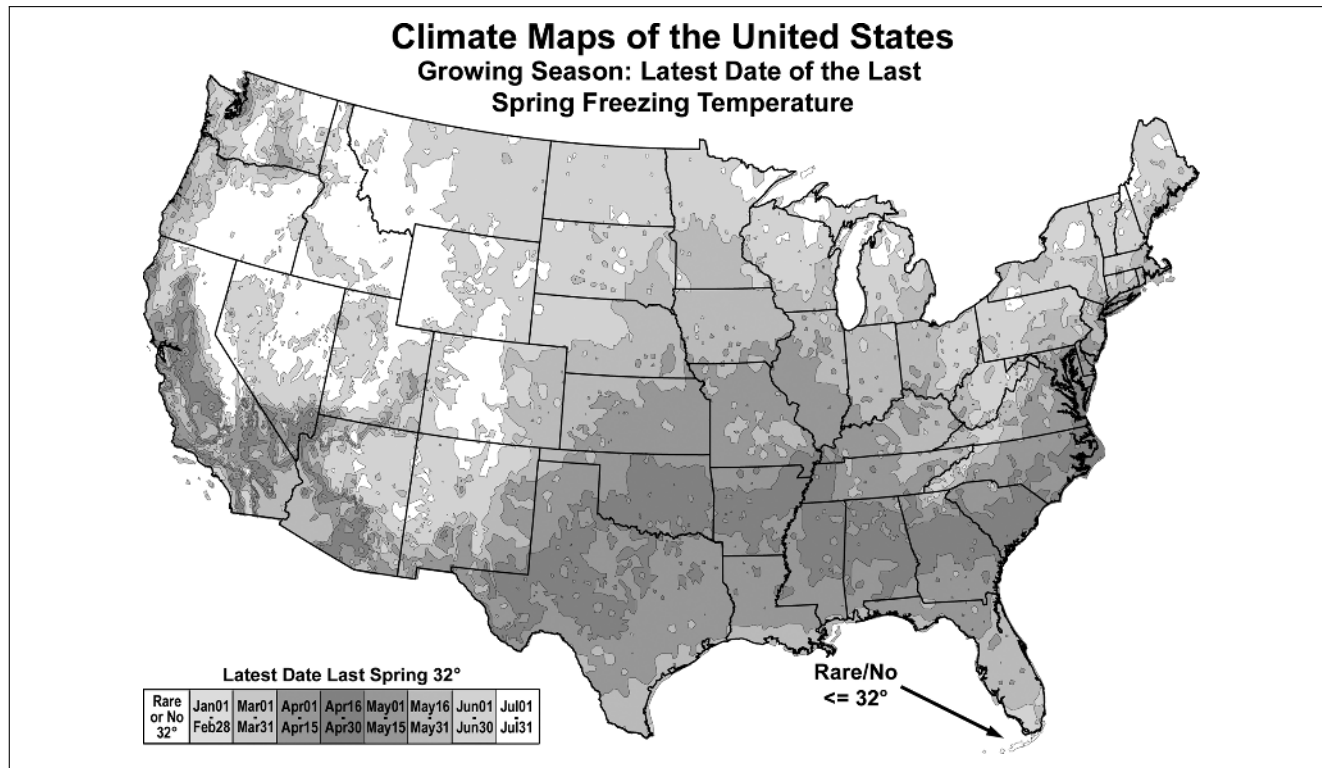 Climate Maps of the United States
Growing Season: Latest Date of the Last
Spring Freezing Temperature
Rare/No
<= 32°
Latest Date Last Spring 32°
Rare or No 32°
Jan01 - Feb28
Mar01 - Mar31
Apr01 - Apr15
Apr16 - Apr30
May01 - May15
May16 - May31
Jun01 - Jun30
Jul01 - Jul31